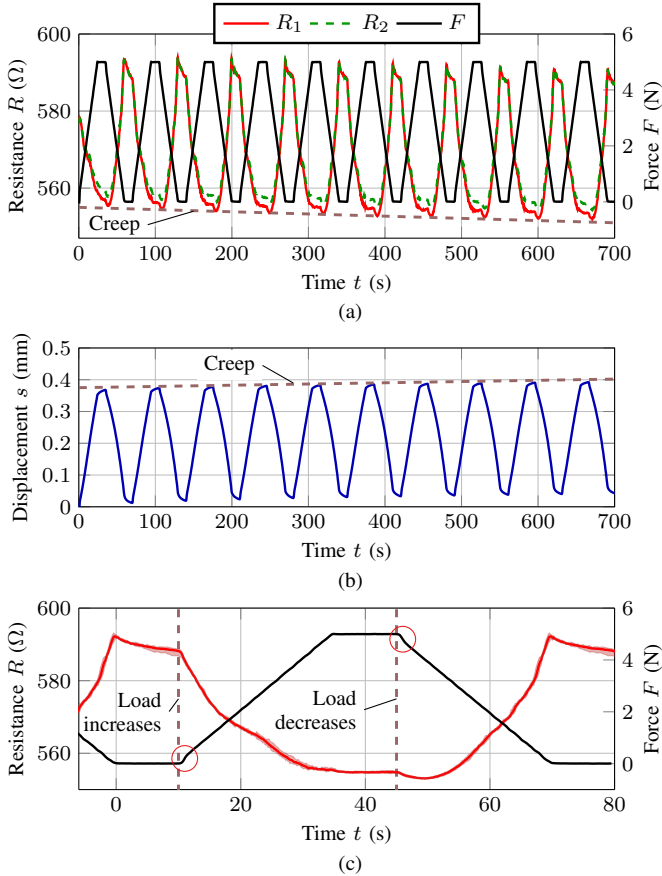 R₁ R₂ F
600
580
560
Resistance R (Ω)
6
4
2
0
Force F (N)
Creep
0 100 200 300 400 500 600 700
Time t (s)
(a)
0.5
0.4
0.3
0.2
0.1
0
Displacement s (mm)
Creep
0 100 200 300 400 500 600 700
Time t (s)
(b)
600
580
560
Resistance R (Ω)
6
4
2
0
Force F (N)
Load
increases
Load
decreases
0 20 40 60 80
Time t (s)
(c)